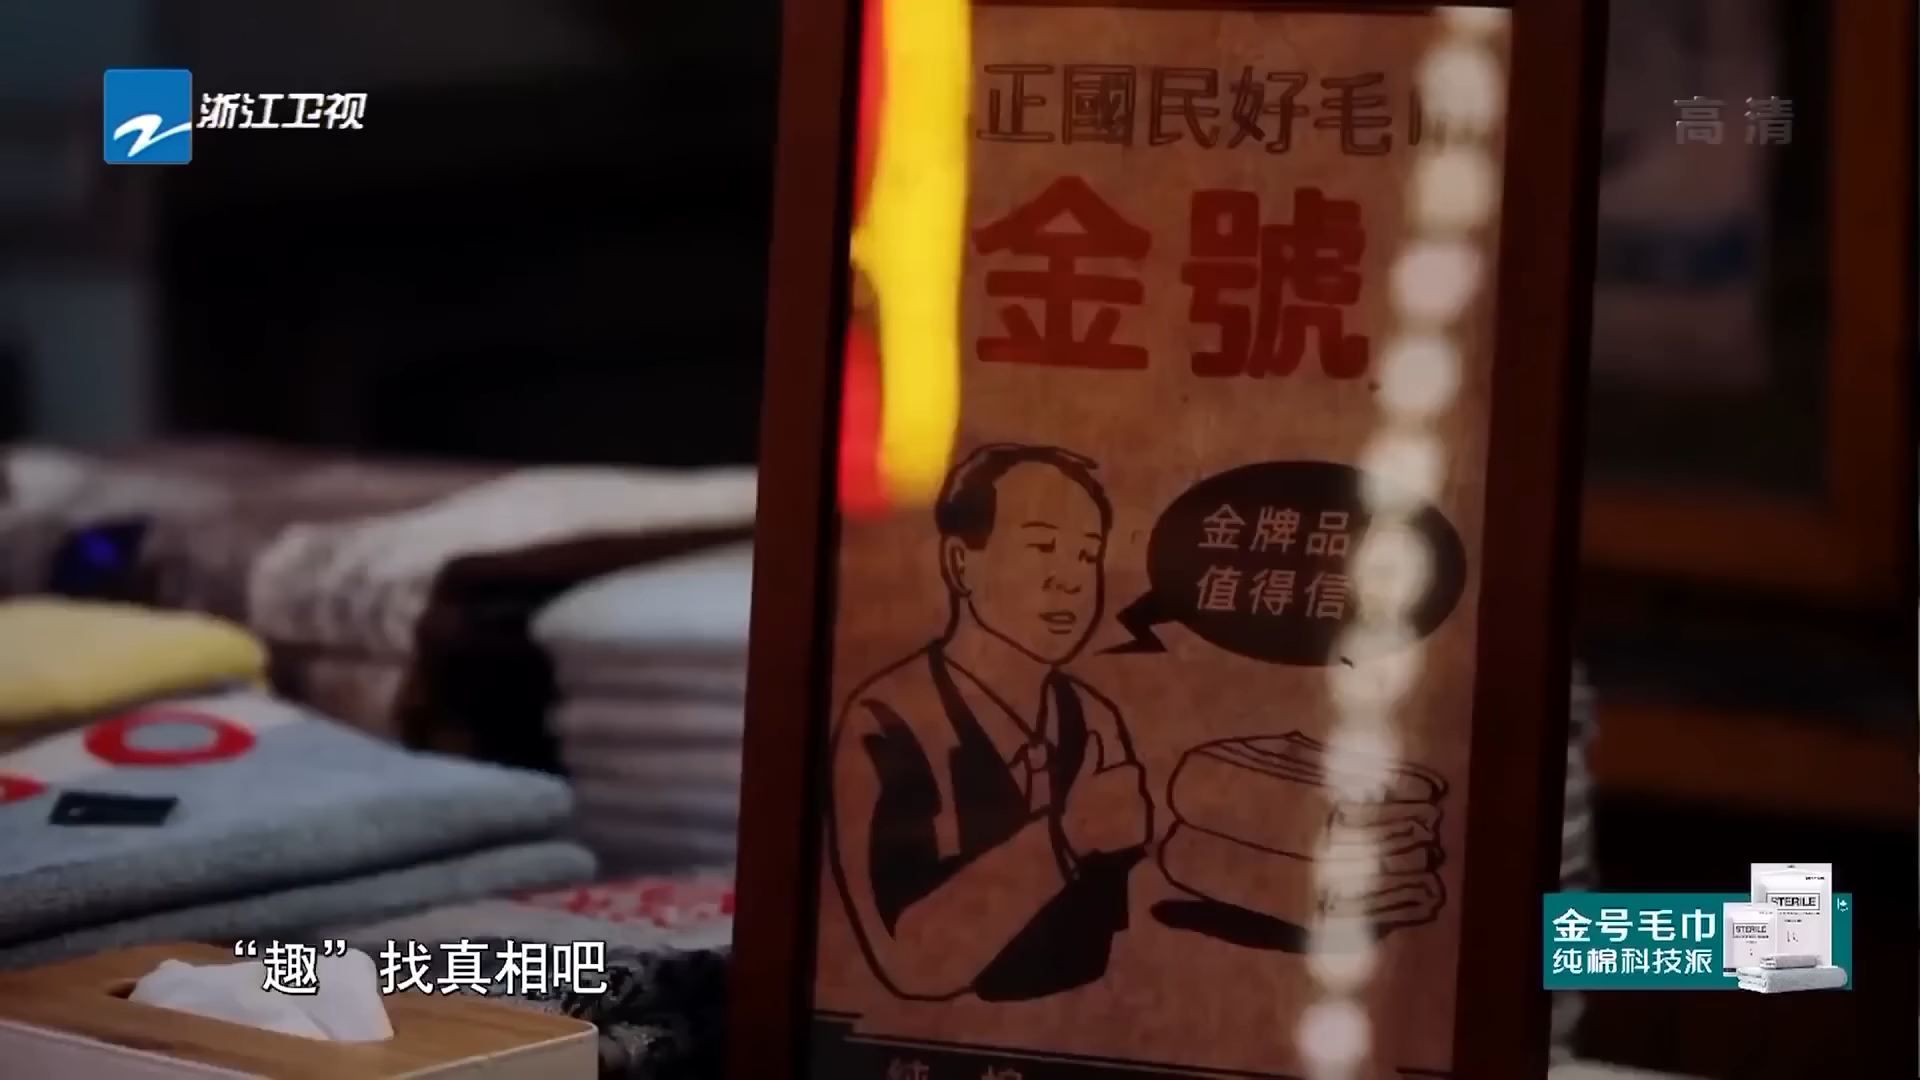 浙江卫视
高清
正國民好毛
金號
金牌品
值得信
“趣”找真相吧
金号毛巾
纯棉科技派
STERILE
STERILE